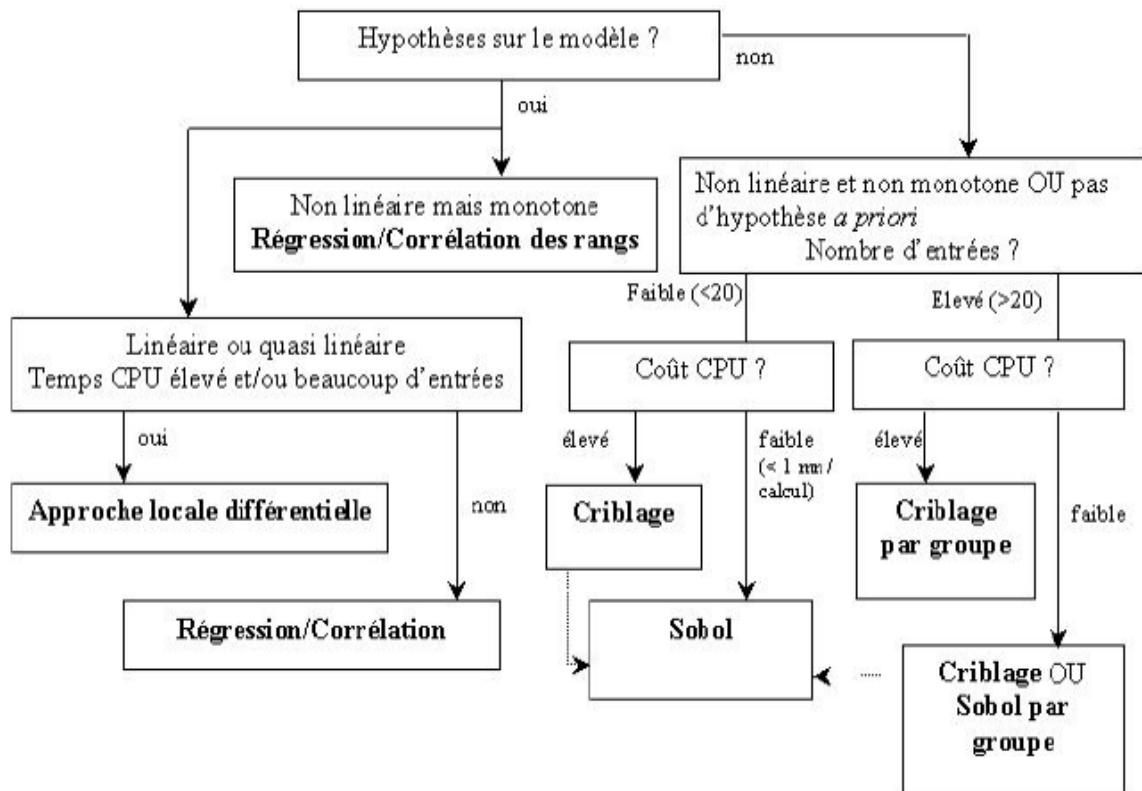 Hypothèses sur le modèle ?
non
oui
Non linéaire mais monotone
Régression/Corrélation des rangs
Non linéaire et non monotone OU pas
d'hypothèse a priori
Nombre d'entrées ?
Faible (<20)
Elevé (>20)
Linéaire ou quasi linéaire
Temps CPU élevé et/ou beaucoup d'entrées
Coût CPU ?
Coût CPU ?
oui
non
élevé
faible
(< 1 mn /
calcul)
élevé
faible
Approche locale différentielle
Criblage
Criblage
par groupe
Régression/Corrélation
Sobol
Criblage OU
Sobol par
groupe